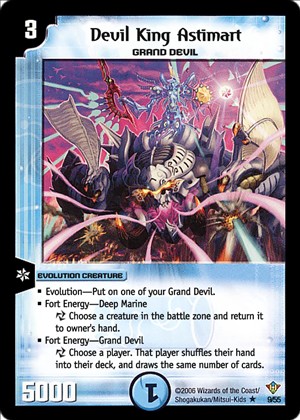 3
Devil King Astimart
GRAND DEVIL
EVOLUTION CREATURE
■ Evolution—Put on one of your Grand Devil.
■ Fort Energy—Deep Marine
Choose a creature in the battle zone and return it
to owner's hand.
■ Fort Energy—Grand Devil
Choose a player. That player shuffles their hand
into their deck, and draws the same number of cards.
5000
1
©2006 Wizards of the Coast/
Shogakukan/Mitsui-Kids ★ 9/55